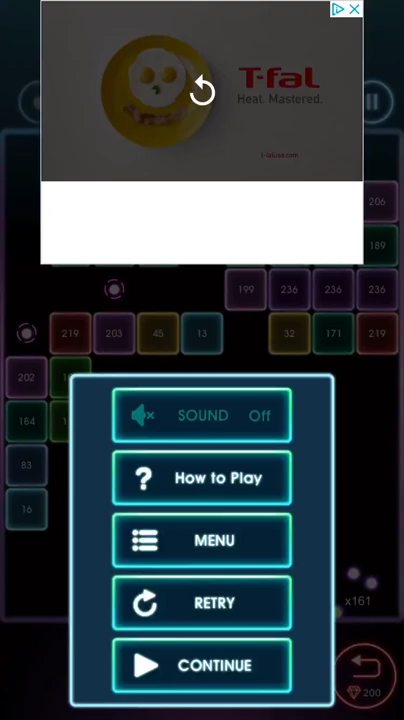 T-fal
Heat. Mastered.
t-falusa.com
206
189
199 236 236 236
219 203 45 13 32 171 219
202
184
83
16
SOUND Off
? How to Play
MENU
RETRY
CONTINUE
x161
200